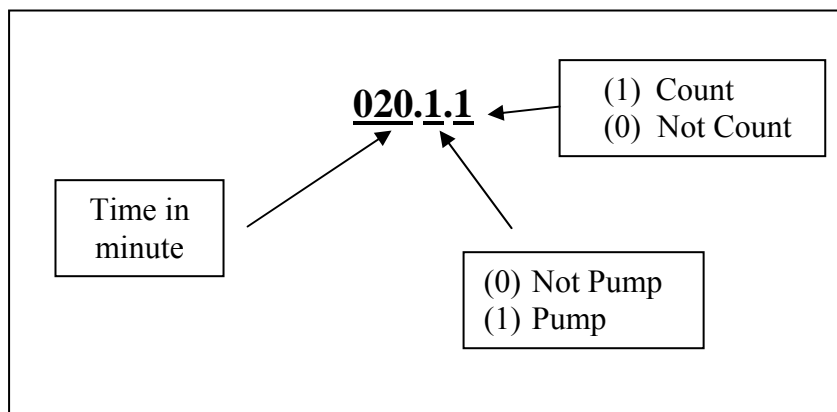 020.1.1
(1) Count
(0) Not Count
Time in
minute
(0) Not Pump
(1) Pump